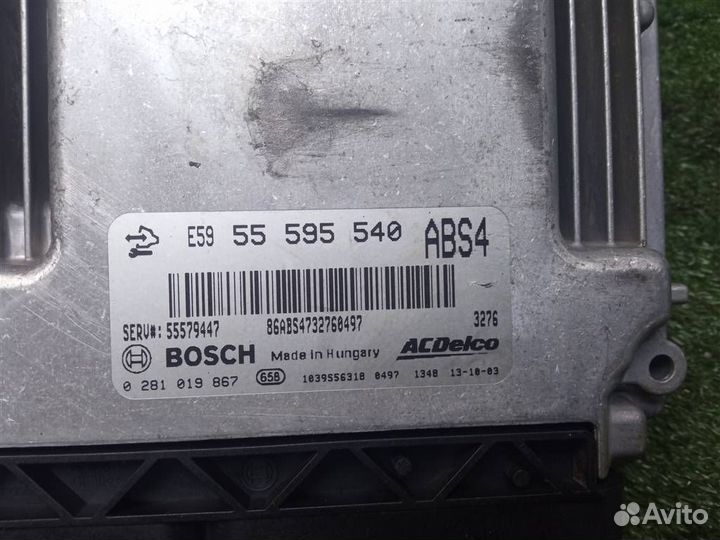 E59 55 595 540 ABS4
SERV#: 55579447 86ABS4732760497 3276
BOSCH Made in Hungary ACDelco
0 281 019 867 658 1039S56318 0497 1348 13-10-03
Avito